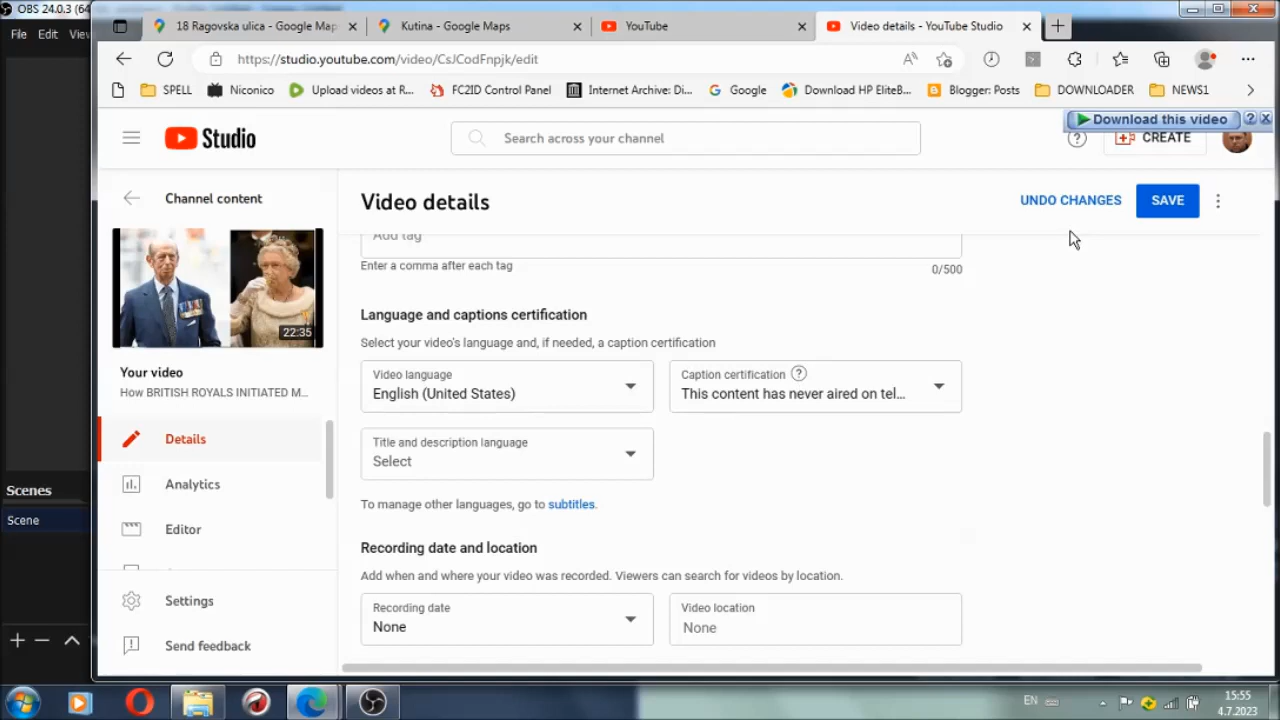 OBS 24.0.3 (64
File Edit
18 Ragovska ulica - Google Map
Kutina - Google Maps
YouTube
Video details - YouTube Studio
https://studio.youtube.com/video/CsJCodFnpjk/edit
SPELL
Niconico
Upload videos at R...
FC2ID Control Panel
Internet Archive: Di...
Google
Download HP EliteB...
Blogger: Posts
DOWNLOADER
NEWS1
Download this video
Studio
Search across your channel
CREATE
Channel content
Video details
UNDO CHANGES
SAVE
Add tag
Enter a comma after each tag
0/500
22:35
Your video
How BRITISH ROYALS INITIATED M...
Language and captions certification
Select your video's language and, if needed, a caption certification
Video language
English (United States)
Caption certification
This content has never aired on tel...
Title and description language
Select
To manage other languages, go to subtitles.
Details
Analytics
Editor
Settings
Send feedback
Recording date and location
Add when and where your video was recorded. Viewers can search for videos by location.
Recording date
None
Video location
None
Scenes
Scene
EN
15:55
4.7.2023